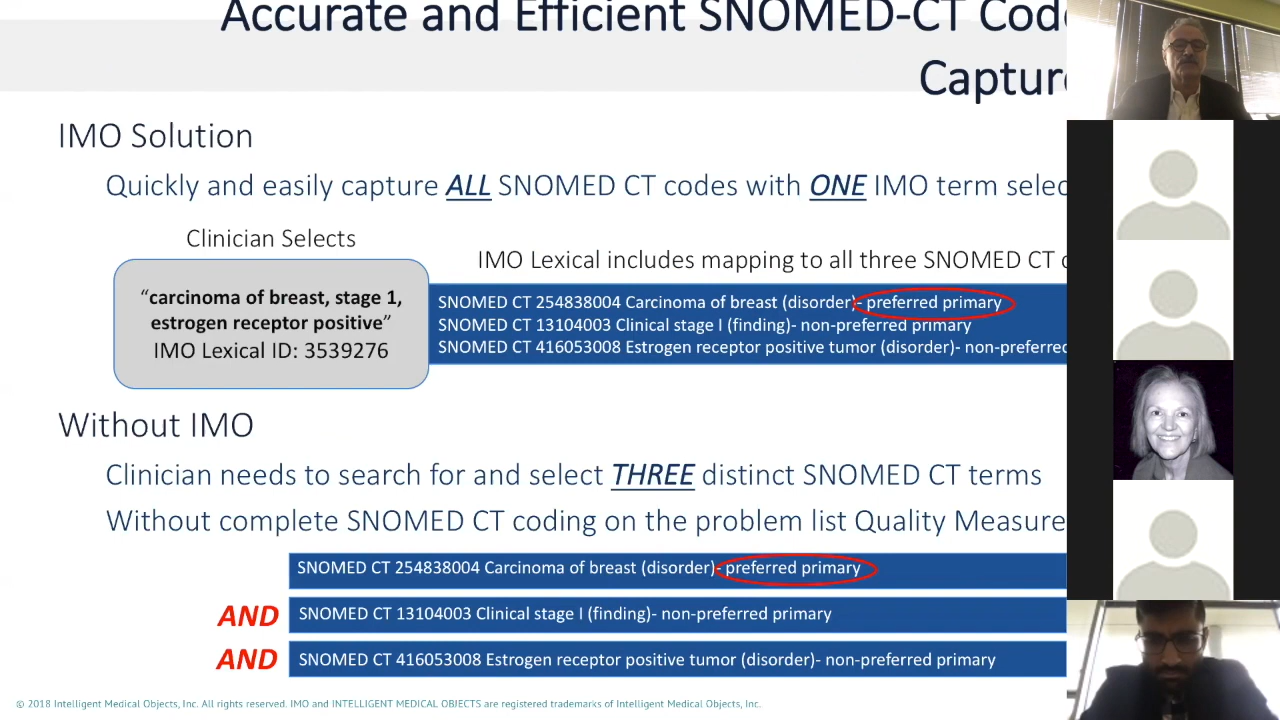 Accurate and Efficient SNOMED-CT Code
Capture
IMO Solution
Quickly and easily capture ALL SNOMED CT codes with ONE IMO term selec
Clinician Selects
IMO Lexical includes mapping to all three SNOMED CT c
“carcinoma of breast, stage 1,
estrogen receptor positive”
IMO Lexical ID: 3539276
SNOMED CT 254838004 Carcinoma of breast (disorder)- preferred primary
SNOMED CT 13104003 Clinical stage I (finding)- non-preferred primary
SNOMED CT 416053008 Estrogen receptor positive tumor (disorder)- non-preferred
Without IMO
Clinician needs to search for and select THREE distinct SNOMED CT terms
Without complete SNOMED CT coding on the problem list Quality Measure
SNOMED CT 254838004 Carcinoma of breast (disorder)- preferred primary
AND SNOMED CT 13104003 Clinical stage I (finding)- non-preferred primary
AND SNOMED CT 416053008 Estrogen receptor positive tumor (disorder)- non-preferred primary
© 2018 Intelligent Medical Objects, Inc. All rights reserved. IMO and INTELLIGENT MEDICAL OBJECTS are registered trademarks of Intelligent Medical Objects, Inc.